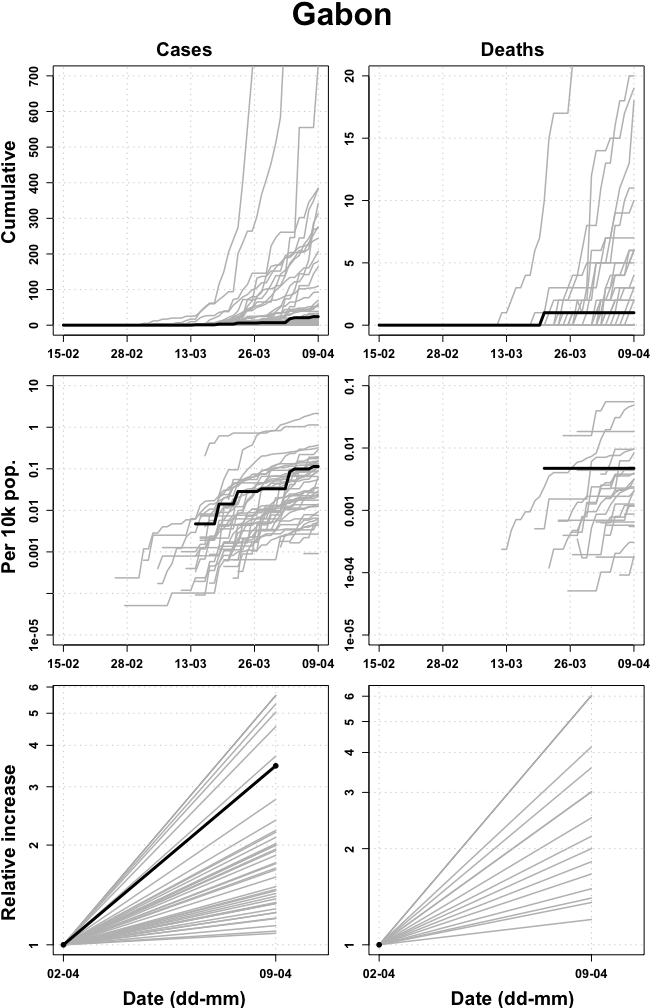 Gabon
Cases
Deaths
Cumulative
700
600
500
400
300
200
100
0
15-02 28-02 13-03 26-03 09-04
20
15
10
5
0
15-02 28-02 13-03 26-03 09-04
Per 10k pop.
10
1
0.1
0.01
0.001
1e-05
15-02 28-02 13-03 26-03 09-04
0.1
0.01
0.001
1e-04
1e-05
15-02 28-02 13-03 26-03 09-04
Relative increase
6
5
4
3
2
1
02-04 09-04
Date (dd-mm)
6
5
4
3
2
1
02-04 09-04
Date (dd-mm)